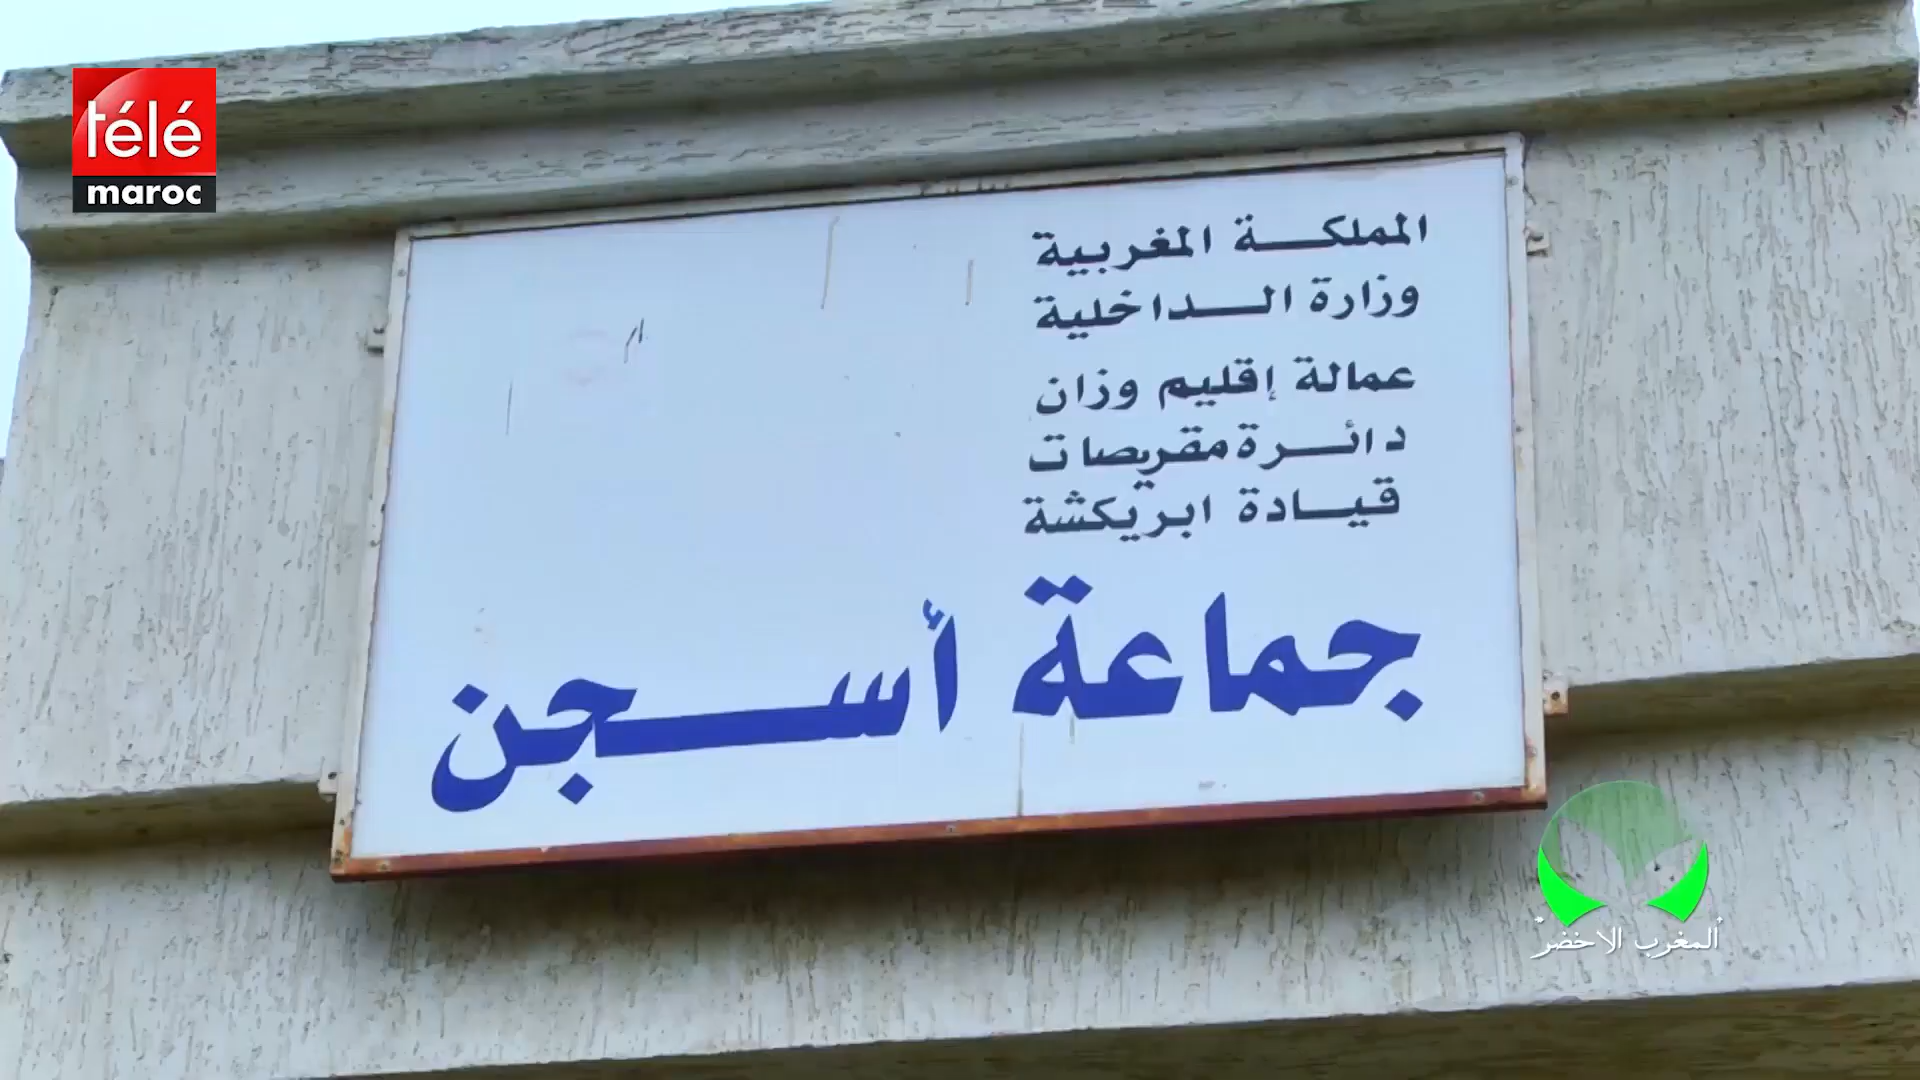 télé
maroc
المملكة المغربية
وزارة الداخلية
عمالة إقليم وزان
دائرة مقريصات
قيادة ابريكشة
جماعة أسجن
المغرب الاخضر